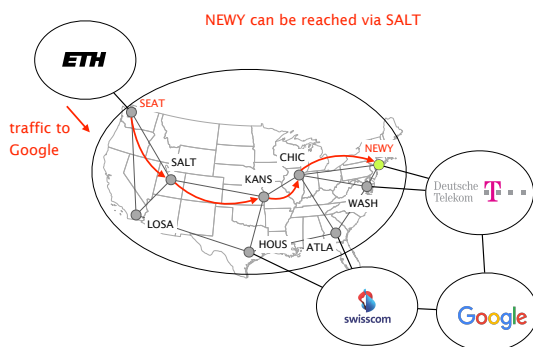 NEWY can be reached via SALT
ETH
SEAT
traffic to
Google
NEWY
CHIC
SALT
KANS
Deutsche
Telekom
T
WASH
LOSA
HOUS
ATLA
swisscom
Google